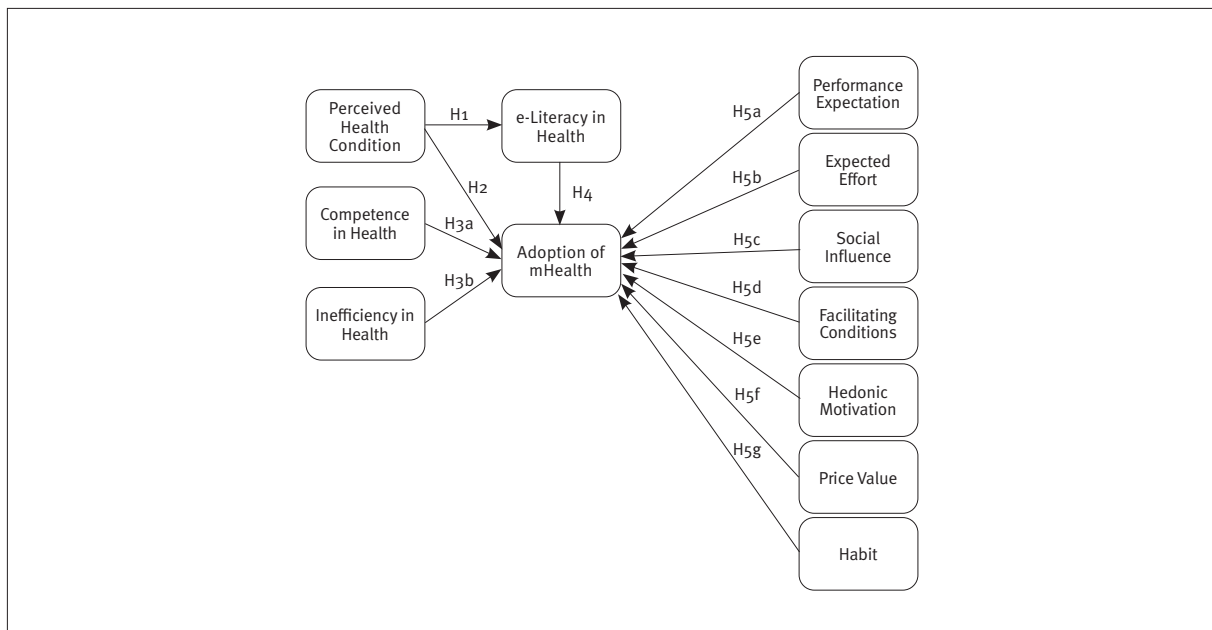 Perceived
Health
Condition
H1
e-Literacy in
Health
H2
H4
Competence
in Health
H3a
Adoption of
mHealth
H3b
Inefficiency in
Health
Performance
Expectation
H5a
Expected
Effort
H5b
Social
Influence
H5c
Facilitating
Conditions
H5d
Hedonic
Motivation
H5e
Price Value
H5f
Habit
H5g